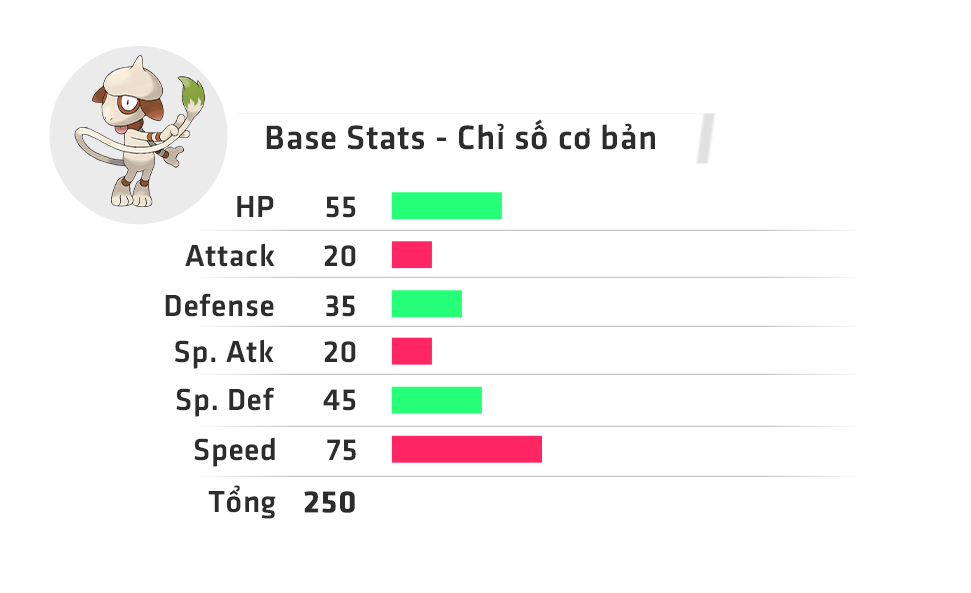 Base Stats - Chỉ số cơ bản
HP 55
Attack 20
Defense 35
Sp. Atk 20
Sp. Def 45
Speed 75
Tổng 250